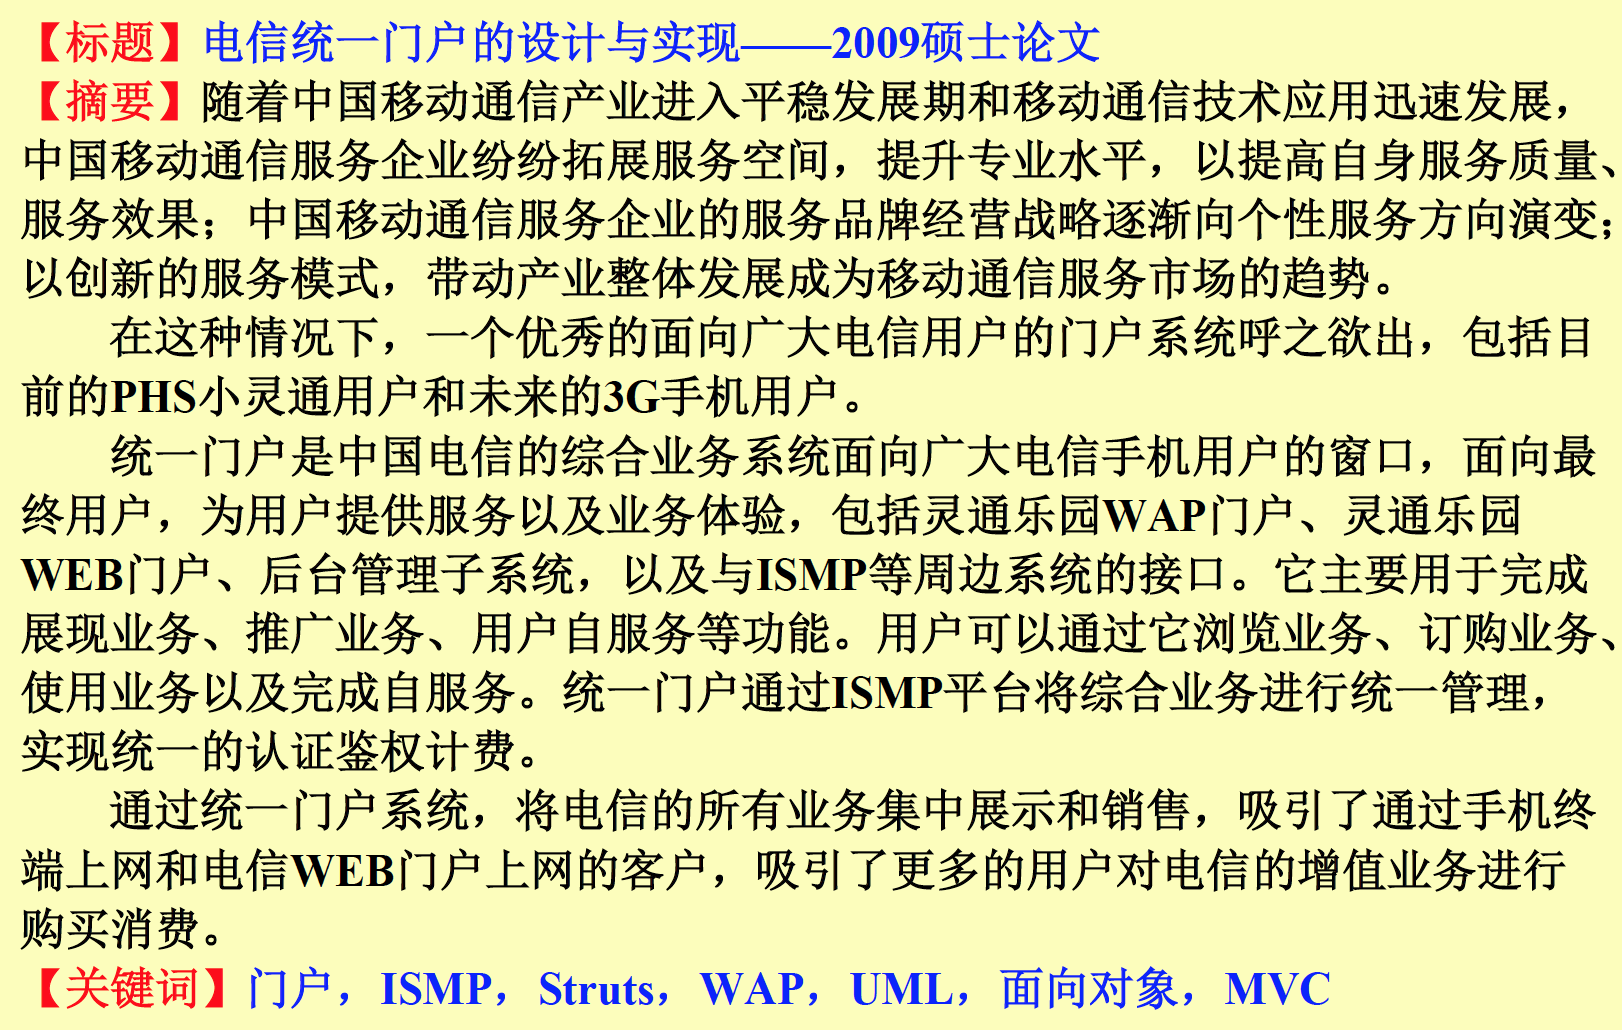 【标题】电信统一门户的设计与实现——2009硕士论文
【摘要】随着中国移动通信产业进入平稳发展期和移动通信技术应用迅速发展，
中国移动通信服务企业纷纷拓展服务空间，提升专业水平，以提高自身服务质量、
服务效果；中国移动通信服务企业的服务品牌经营战略逐渐向个性服务方向演变；
以创新的服务模式，带动产业整体发展成为移动通信服务市场的趋势。
在这种情况下，一个优秀的面向广大电信用户的门户系统呼之欲出，包括目
前的PHS小灵通用户和未来的3G手机用户。
统一门户是中国电信的综合业务系统面向广大电信手机用户的窗口，面向最
终用户，为用户提供服务以及业务体验，包括灵通乐园WAP门户、灵通乐园
WEB门户、后台管理子系统，以及与ISMP等周边系统的接口。它主要用于完成
展现业务、推广业务、用户自服务等功能。用户可以通过它浏览业务、订购业务、
使用业务以及完成自服务。统一门户通过ISMP平台将综合业务进行统一管理，
实现统一的认证鉴权计费。
通过统一门户系统，将电信的所有业务集中展示和销售，吸引了通过手机终
端上网和电信WEB门户上网的客户，吸引了更多的用户对电信的增值业务进行
购买消费。
【关键词】门户，ISMP，Struts，WAP，UML，面向对象，MVC